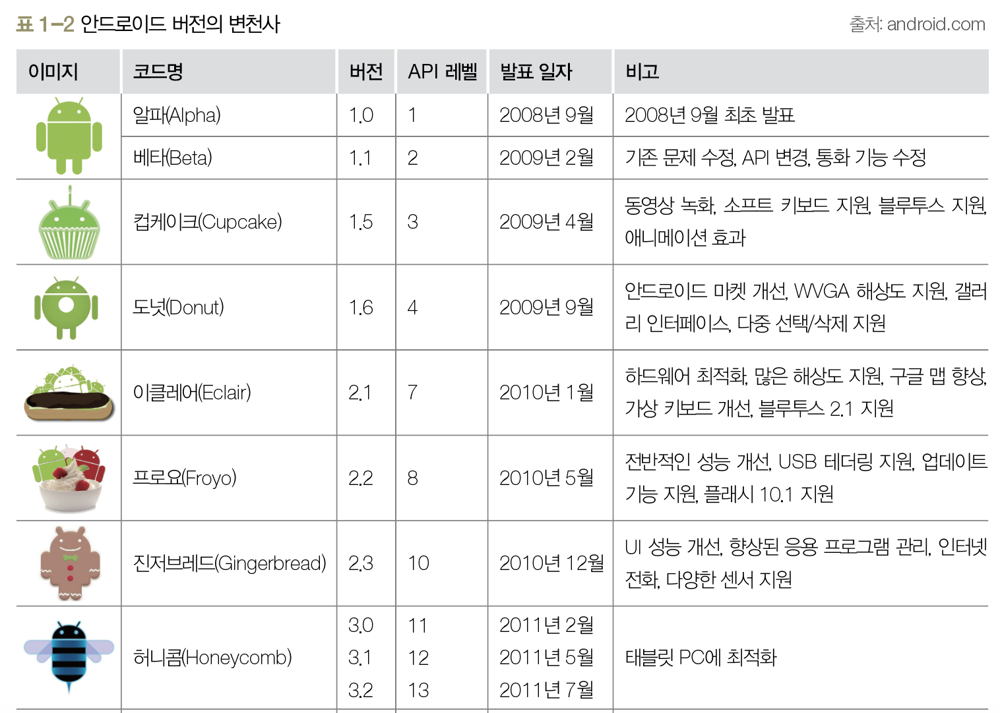 표 1-2 안드로이드 버전의 변천사 출처: android.com
이미지 코드명 버전 API 레벨 발표 일자 비고
알파(Alpha) 1.0 1 2008년 9월 2008년 9월 최초 발표
베타(Beta) 1.1 2 2009년 2월 기존 문제 수정, API 변경, 통화 기능 수정
컵케이크(Cupcake) 1.5 3 2009년 4월 동영상 녹화, 소프트 키보드 지원, 블루투스 지원,
애니메이션 효과
도넛(Donut) 1.6 4 2009년 9월 안드로이드 마켓 개선, WVGA 해상도 지원, 갤러
리 인터페이스, 다중 선택/삭제 지원
이클레어(Eclair) 2.1 7 2010년 1월 하드웨어 최적화, 많은 해상도 지원, 구글 맵 향상,
가상 키보드 개선, 블루투스 2.1 지원
프로요(Froyo) 2.2 8 2010년 5월 전반적인 성능 개선, USB 테더링 지원, 업데이트
기능 지원, 플래시 10.1 지원
진저브레드(Gingerbread) 2.3 10 2010년 12월 UI 성능 개선, 향상된 응용 프로그램 관리, 인터넷
전화, 다양한 센서 지원
허니콤(Honeycomb) 3.0 11 2011년 2월 태블릿 PC에 최적화
3.1 12 2011년 5월
3.2 13 2011년 7월